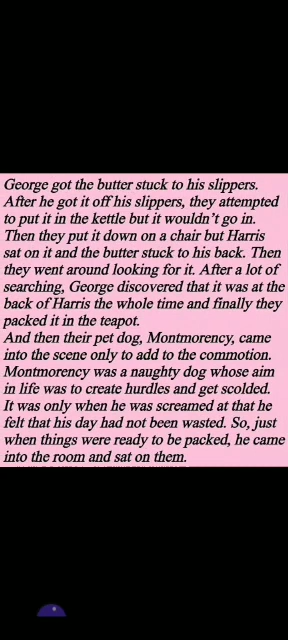 George got the butter stuck to his slippers.
After he got it off his slippers, they attempted
to put it in the kettle but it wouldn't go in.
Then they put it down on a chair but Harris
sat on it and the butter stuck to his back. Then
they went around looking for it. After a lot of
searching, George discovered that it was at the
back of Harris the whole time and finally they
packed it in the teapot.
And then their pet dog, Montmorency, came
into the scene only to add to the commotion.
Montmorency was a naughty dog whose aim
in life was to create hurdles and get scolded.
It was only when he was screamed at that he
felt that his day had not been wasted. So, just
when things were ready to be packed, he came
into the room and sat on them.